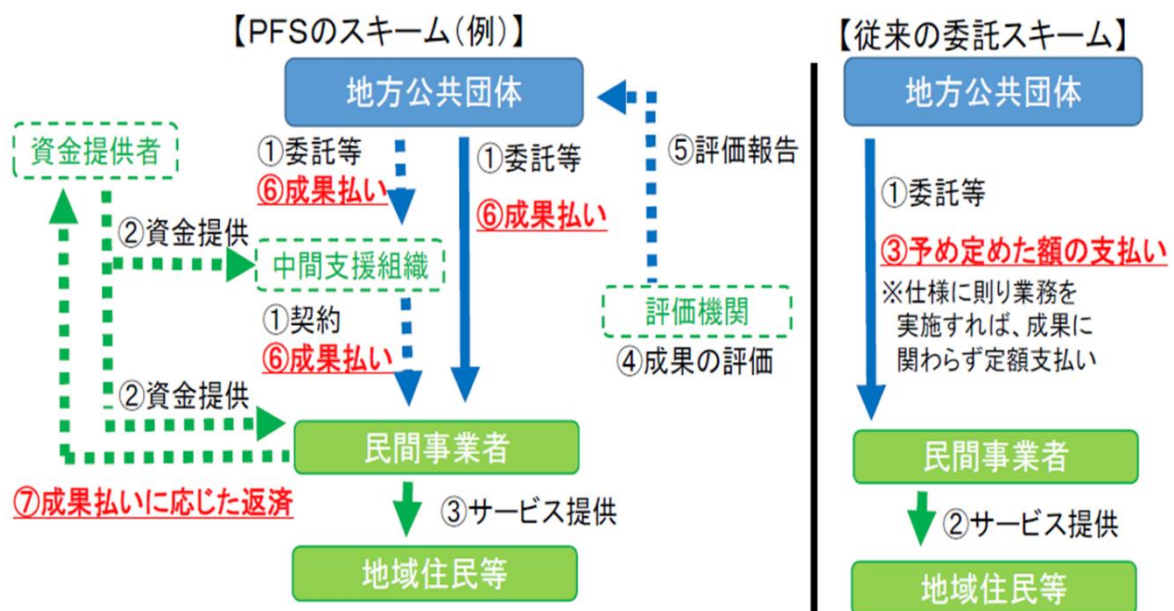 【PFSのスキーム(例)】
地方公共団体
資金提供者
①委託等
⑥成果払い
①委託等
⑥成果払い
⑤評価報告
②資金提供
中間支援組織
①契約
⑥成果払い
評価機関
④成果の評価
②資金提供
民間事業者
⑦成果払いに応じた返済
③サービス提供
地域住民等
【従来の委託スキーム】
地方公共団体
①委託等
③予め定めた額の支払い
※仕様に則り業務を
実施すれば、成果に
関わらず定額支払い
民間事業者
②サービス提供
地域住民等